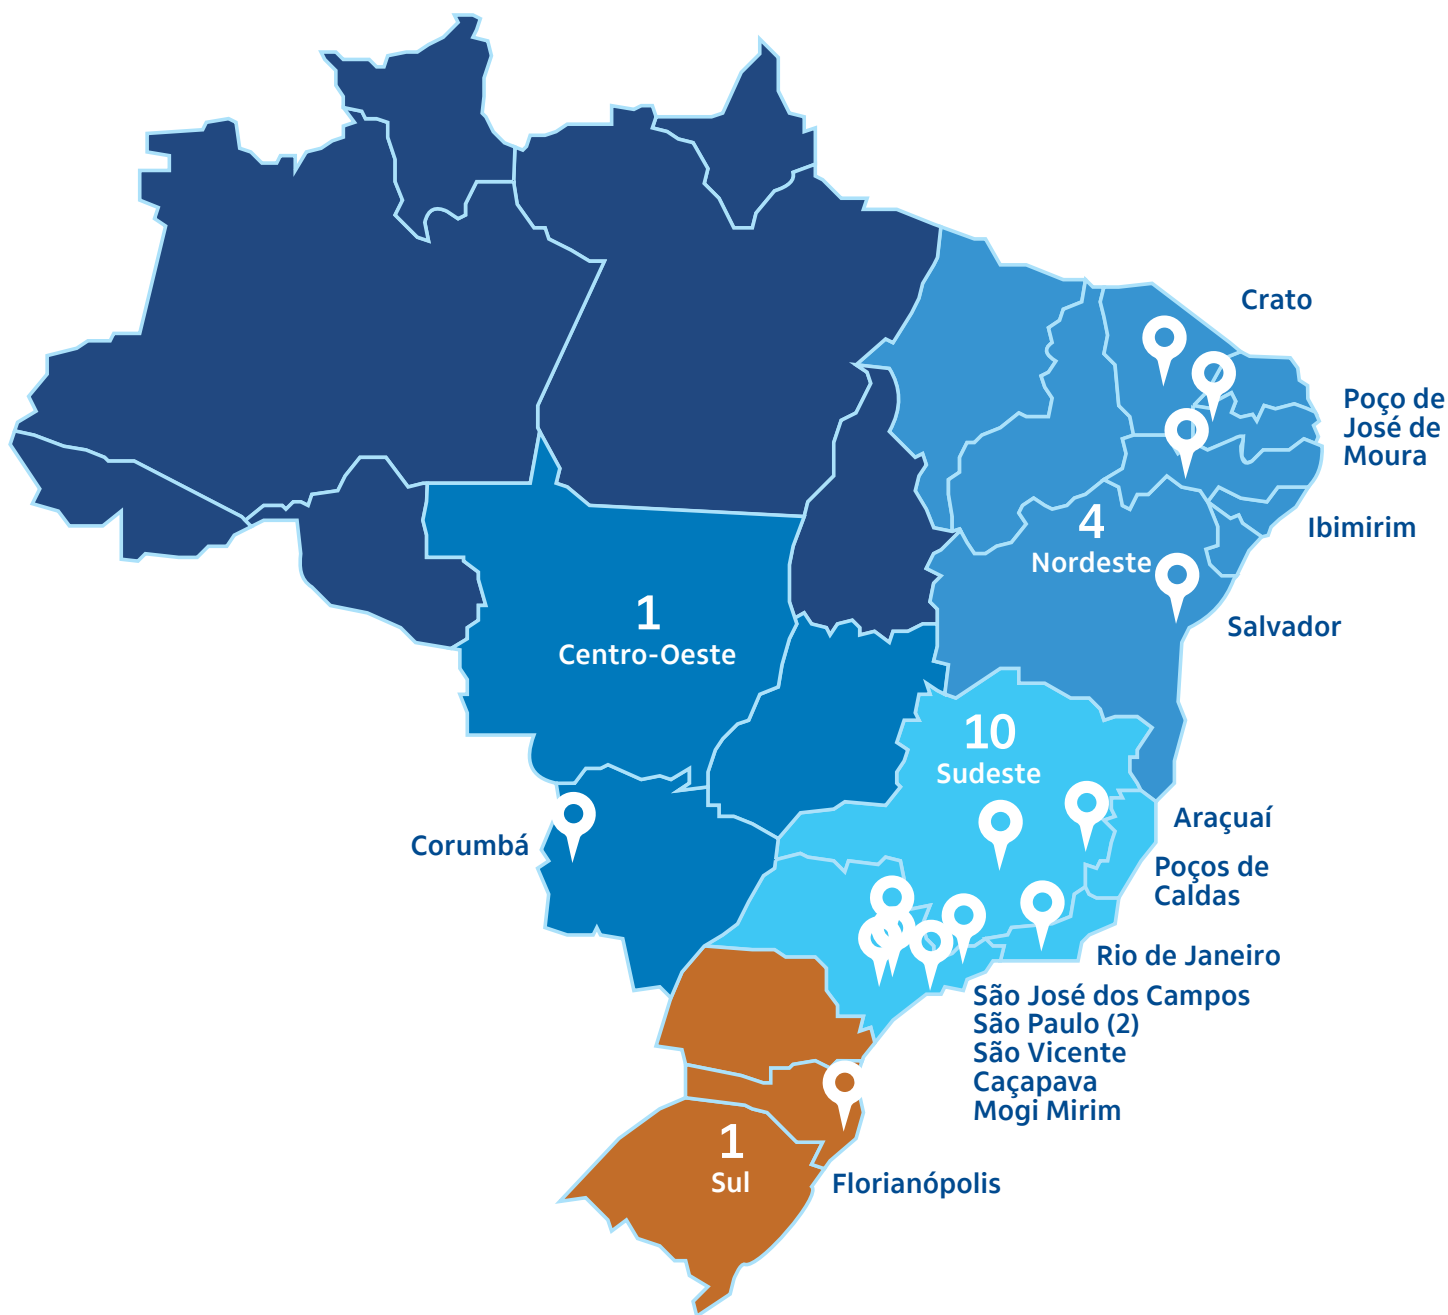 Crato
Poço de
José de
Moura
4
Nordeste
Ibimirim
1
Centro-Oeste
Salvador
10
Sudeste
Corumbá
Araçuaí
Poços de
Caldas
Rio de Janeiro
São José dos Campos
São Paulo (2)
São Vicente
Caçapava
Mogi Mirim
1
Sul
Florianópolis